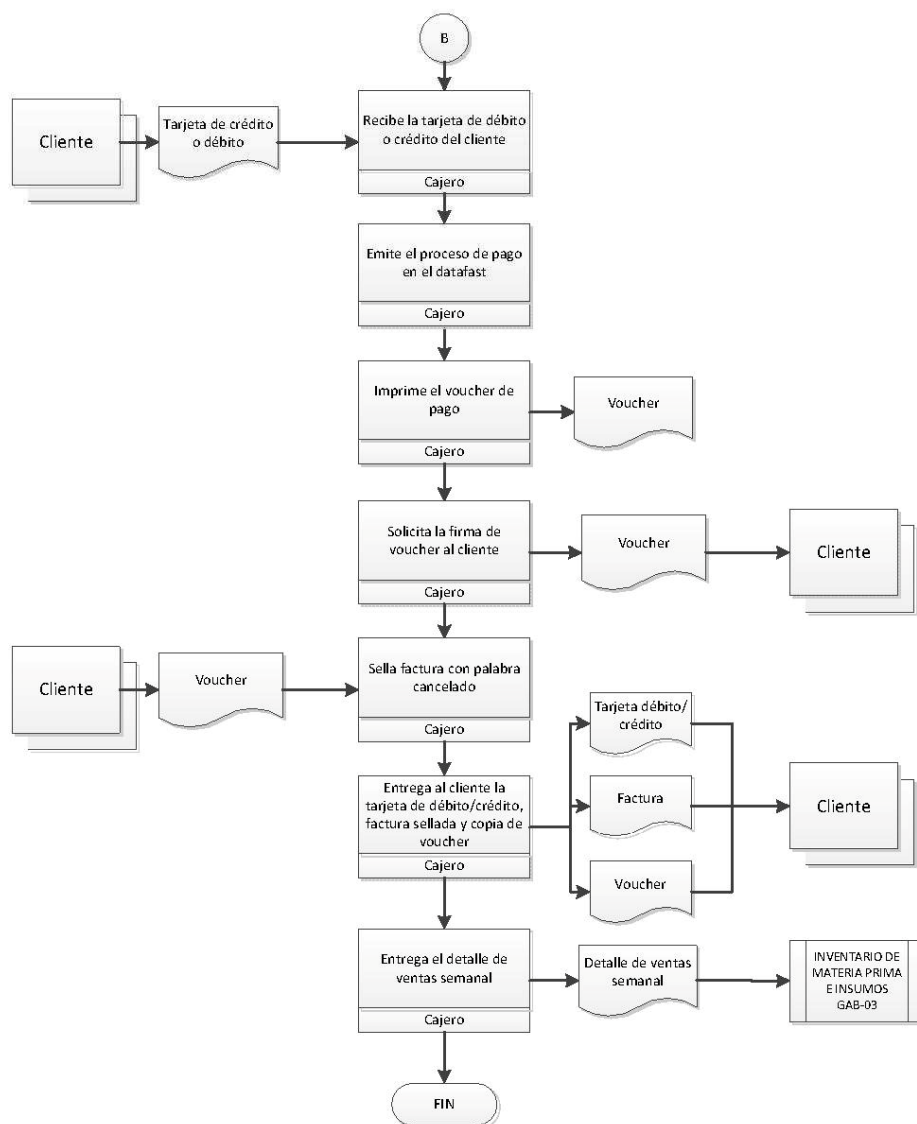 B
Cliente
Tarjeta de crédito
o débito
Recibe la tarjeta de débito
o crédito del cliente
Cajero
Emite el proceso de pago
en el datafast
Cajero
Imprime el voucher de
pago
Cajero
Voucher
Solicita la firma de
voucher al cliente
Cajero
Voucher
Cliente
Cliente
Voucher
Sella factura con palabra
cancelado
Cajero
Entrega al cliente la
tarjeta de débito/crédito,
factura sellada y copia de
voucher
Cajero
Tarjeta débito/
crédito
Factura
Voucher
Cliente
Entrega el detalle de
ventas semanal
Cajero
Detalle de ventas
semanal
INVENTARIO DE
MATERIA PRIMA
E INSUMOS
GAB-03
FIN